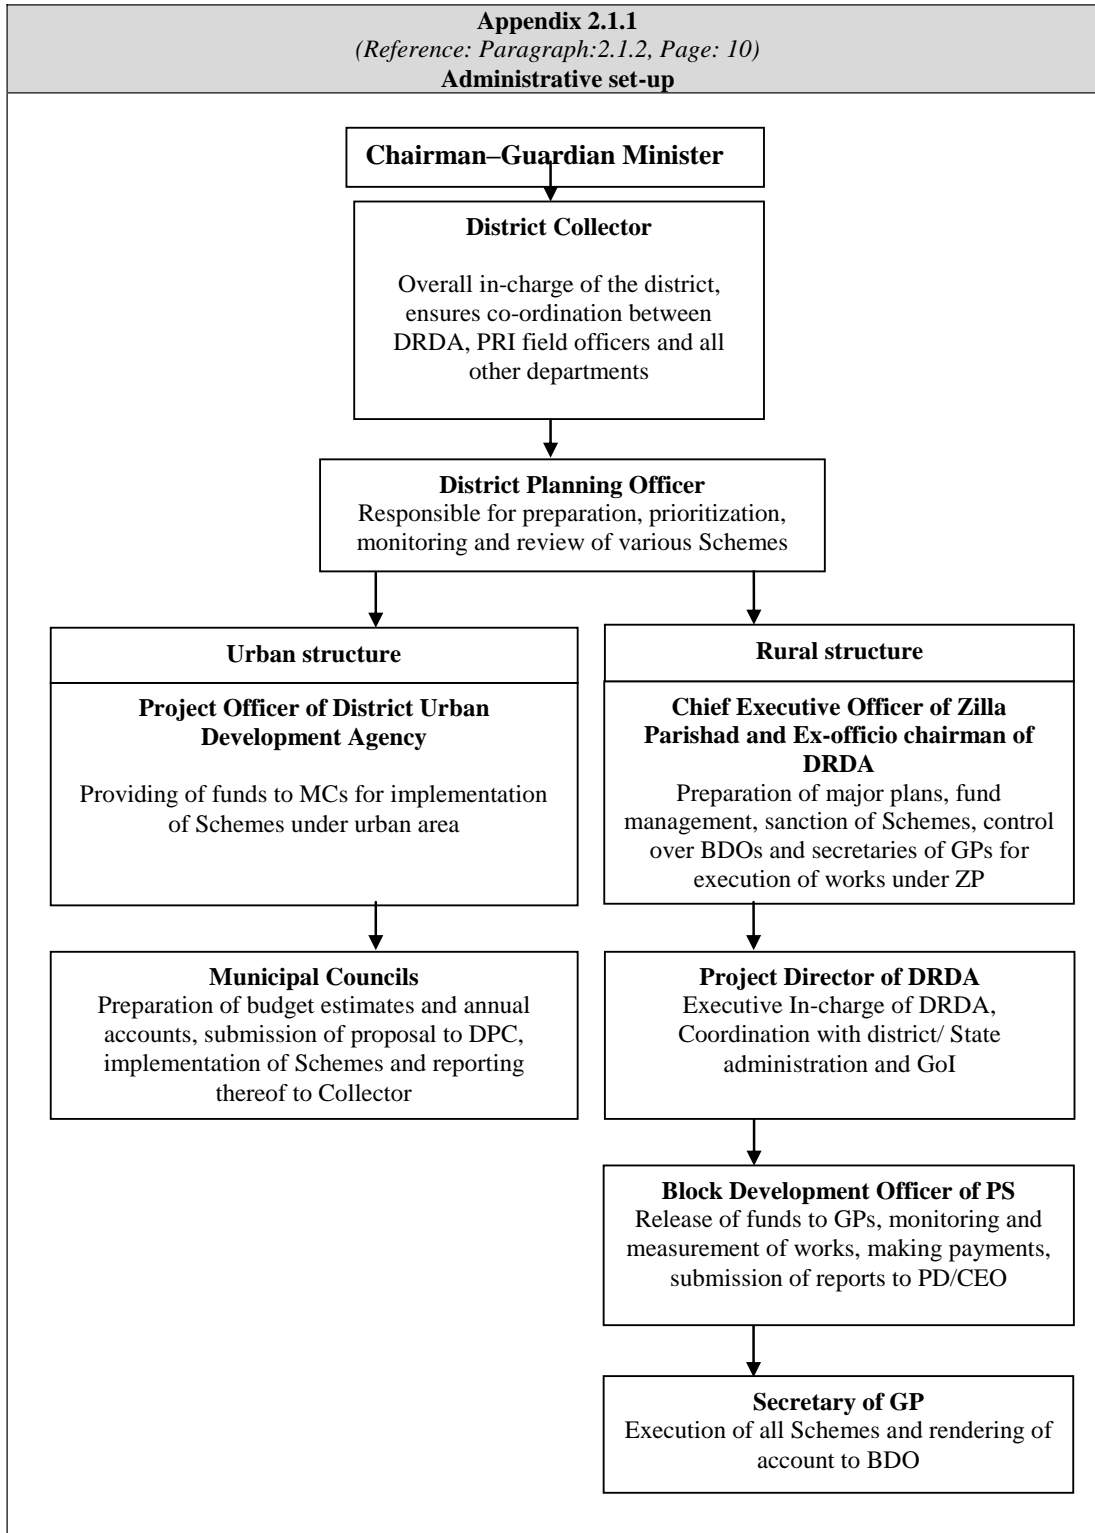 Appendix 2.1.1
(Reference: Paragraph:2.1.2, Page: 10)
Administrative set-up
Chairman–Guardian Minister
District Collector
Overall in-charge of the district,
ensures co-ordination between
DRDA, PRI field officers and all
other departments
District Planning Officer
Responsible for preparation, prioritization,
monitoring and review of various Schemes
Urban structure
Project Officer of District Urban
Development Agency
Providing of funds to MCs for implementation
of Schemes under urban area
Municipal Councils
Preparation of budget estimates and annual
accounts, submission of proposal to DPC,
implementation of Schemes and reporting
thereof to Collector
Rural structure
Chief Executive Officer of Zilla
Parishad and Ex-officio chairman of
DRDA
Preparation of major plans, fund
management, sanction of Schemes, control
over BDOs and secretaries of GPs for
execution of works under ZP
Project Director of DRDA
Executive In-charge of DRDA,
Coordination with district/ State
administration and GoI
Block Development Officer of PS
Release of funds to GPs, monitoring and
measurement of works, making payments,
submission of reports to PD/CEO
Secretary of GP
Execution of all Schemes and rendering of
account to BDO